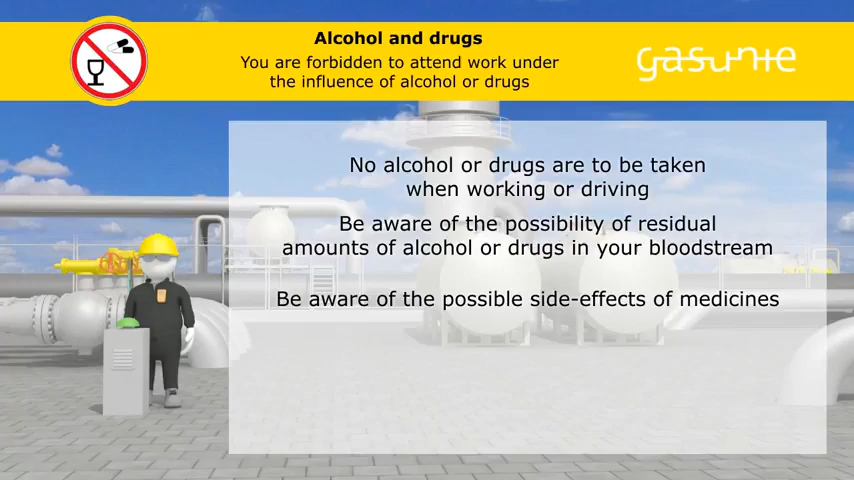 Alcohol and drugs
You are forbidden to attend work under
the influence of alcohol or drugs
gasunie
No alcohol or drugs are to be taken
when working or driving
Be aware of the possibility of residual
amounts of alcohol or drugs in your bloodstream
Be aware of the possible side-effects of medicines